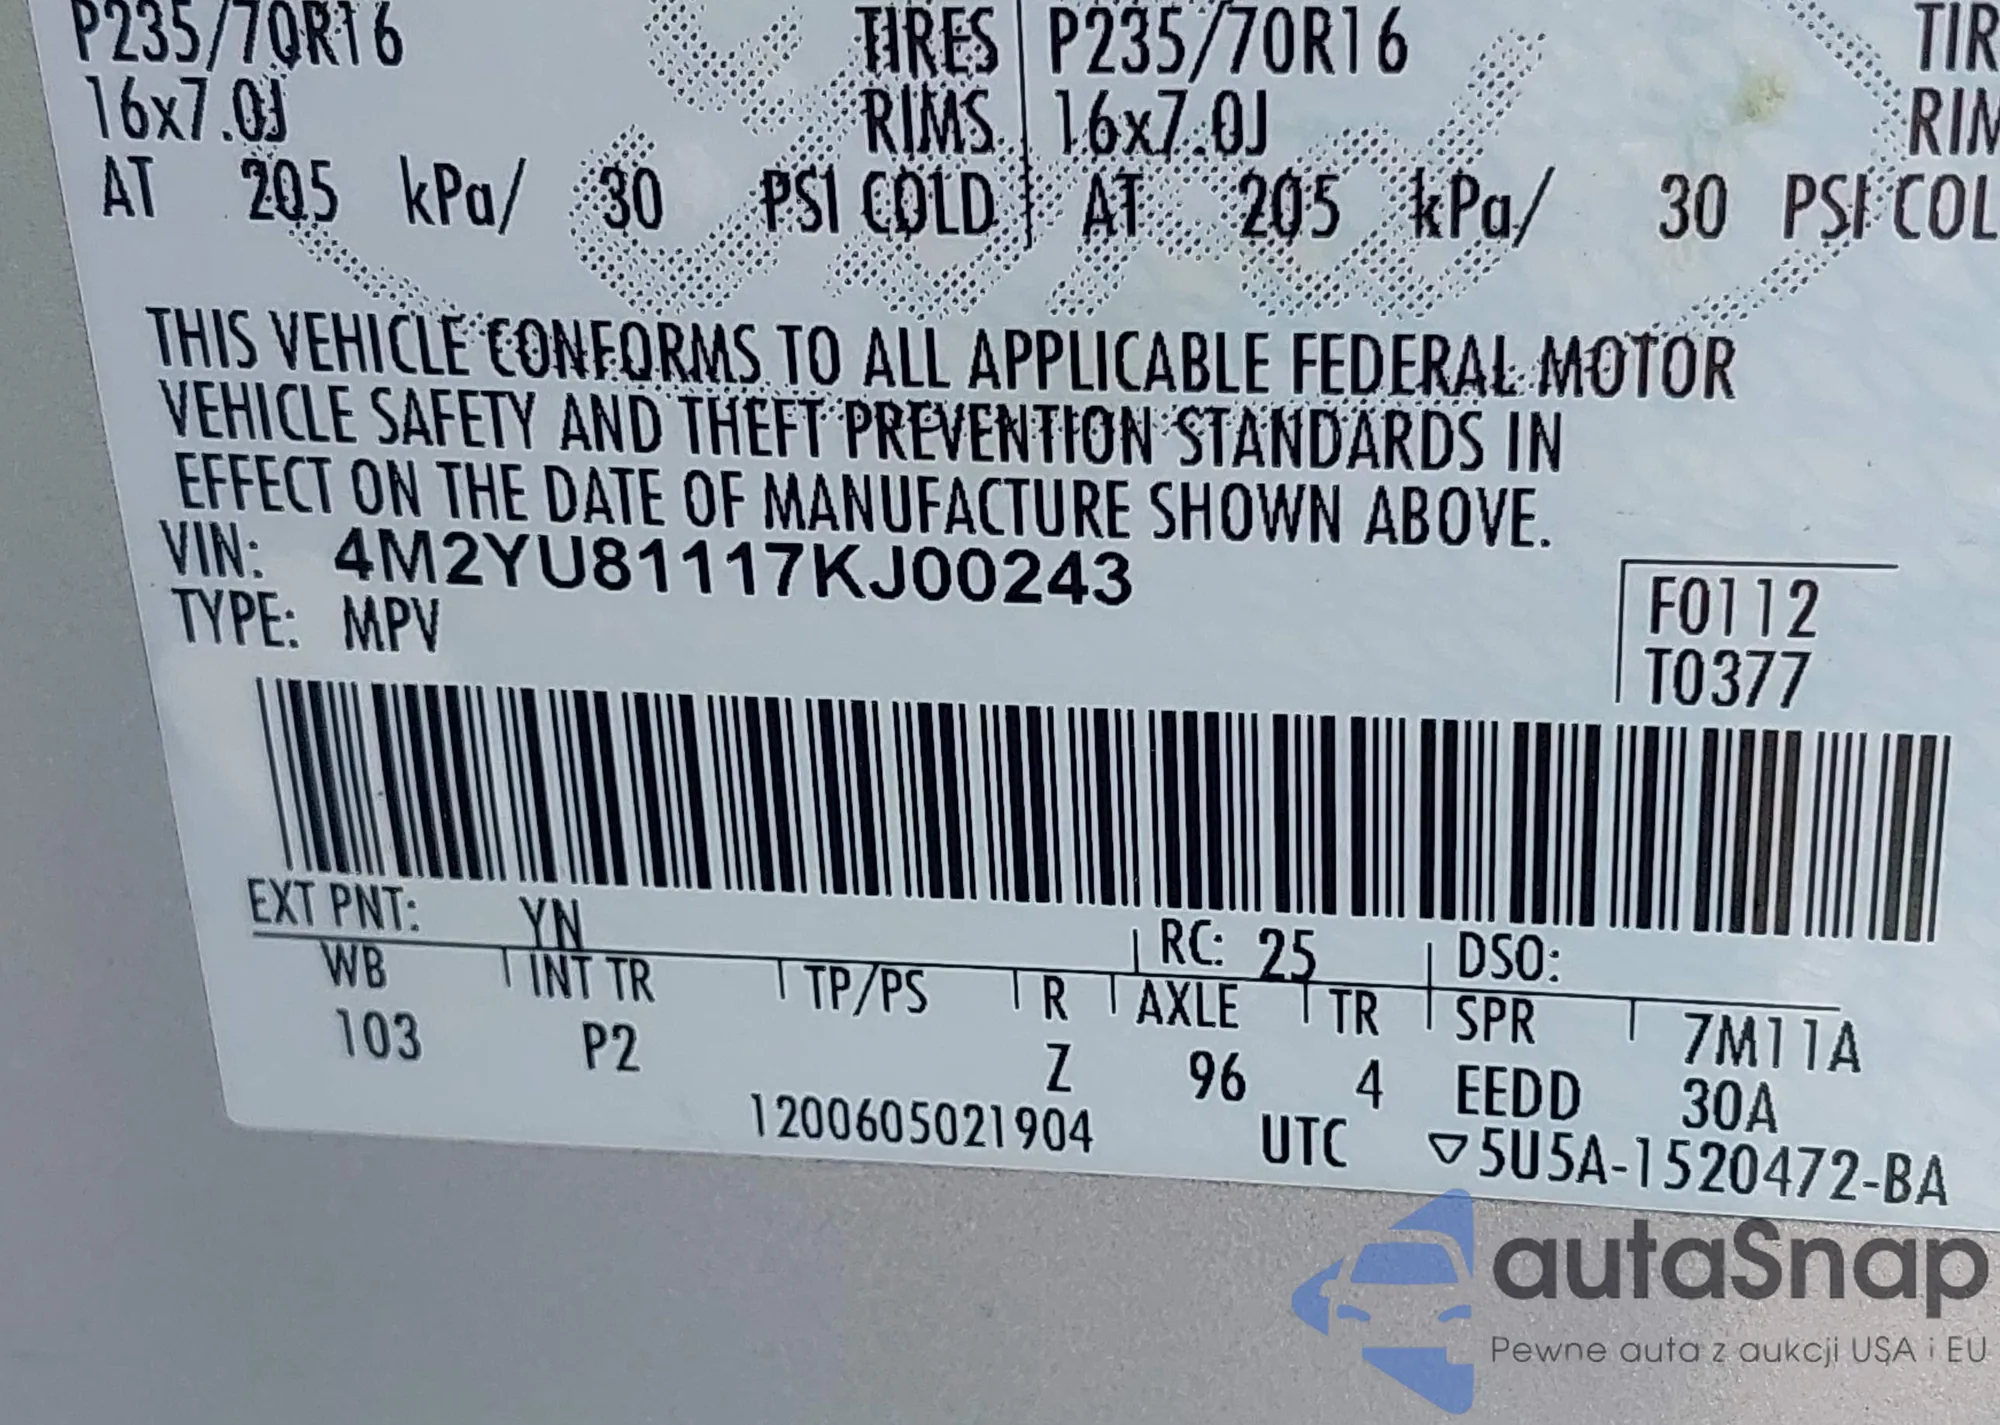 P235/70R16 TIRES P235/70R16 TIR
16x7.0J RIMS 16x7.0J RIM
AT 205 kPa/ 30 PSI COLD AT 205 kPa/ 30 PSI COL
THIS VEHICLE CONFORMS TO ALL APPLICABLE FEDERAL MOTOR
VEHICLE SAFETY AND THEFT PREVENTION STANDARDS IN
EFFECT ON THE DATE OF MANUFACTURE SHOWN ABOVE.
VIN: 4M2YU81117KJ00243
TYPE: MPV
F0112
T0377
EXT PNT: YN RC: 25 DSO:
WB INT TR TP/PS R AXLE TR SPR 7M11A
103 P2 Z 96 4 EEDD 30A
1200605021904 UTC ▽5U5A-1520472-BA
autaSnap
Pewne auta z aukcji USA i EU